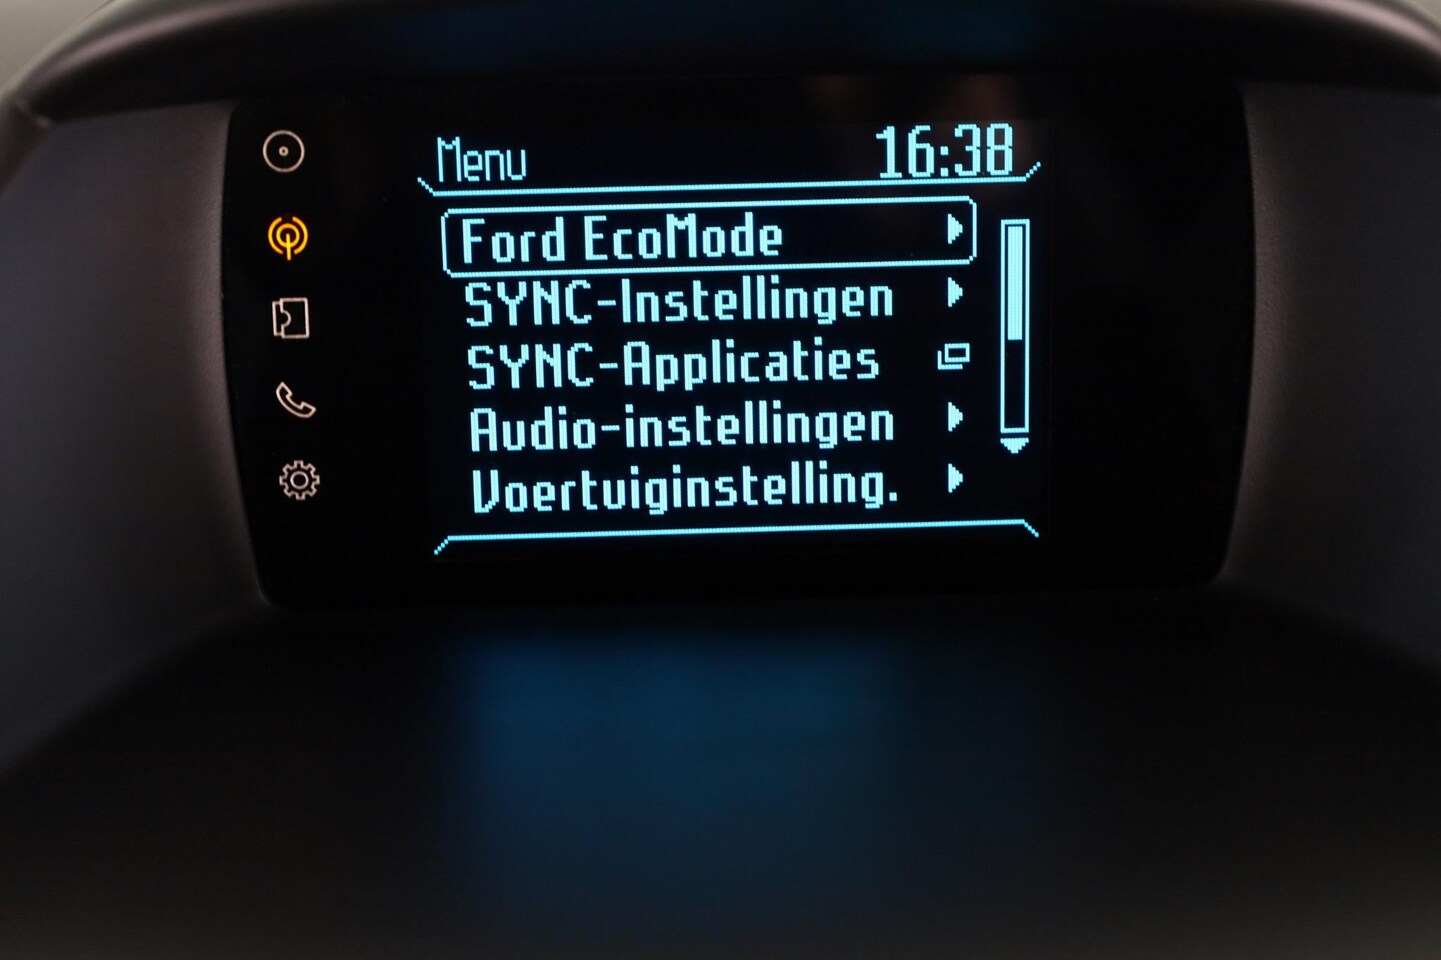 Menu 16:38
Ford EcoMode
SYNC-Instellingen
SYNC-Applicaties
Audio-instellingen
Voertuiginstelling.